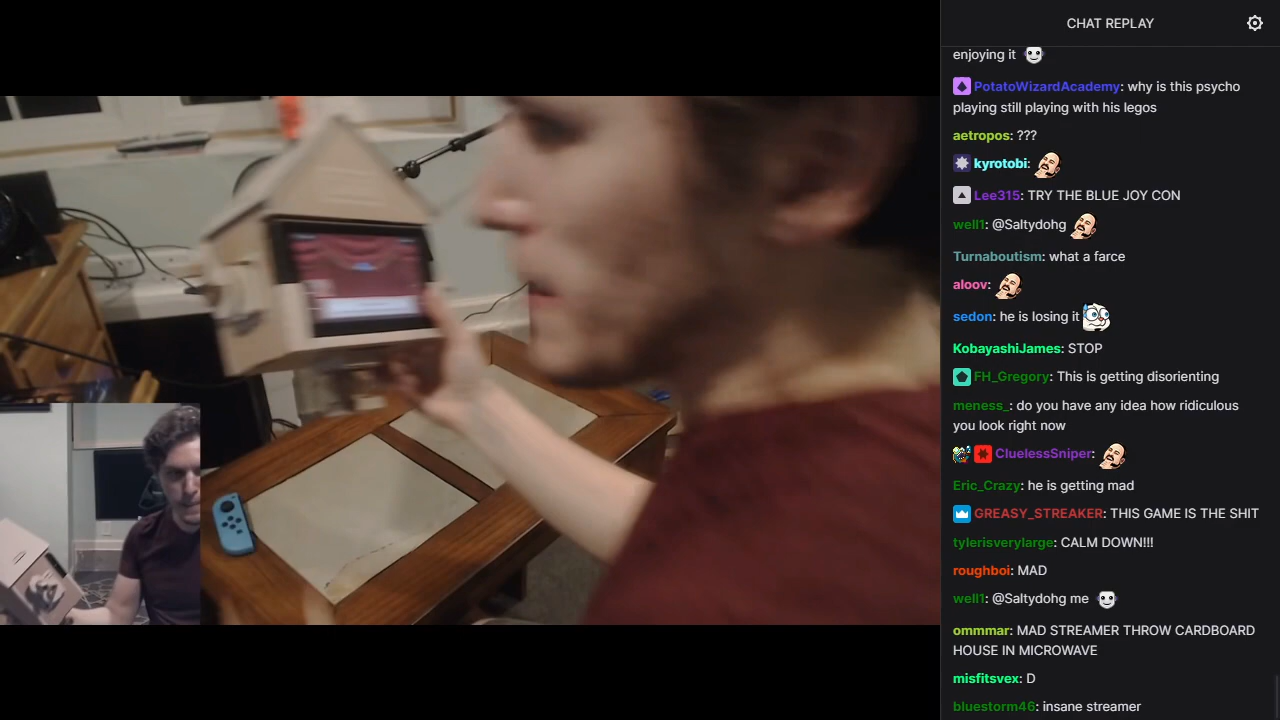 CHAT REPLAY
enjoying it
PotatoWizardAcademy: why is this psycho
playing still playing with his legos
aetropos: ???
kyrotobi:
Lee315: TRY THE BLUE JOY CON
well1: @Saltydohg
Turnaboutism: what a farce
aloov:
sedon: he is losing it
KobayashiJames: STOP
FH_Gregory: This is getting disorienting
meness_: do you have any idea how ridiculous
you look right now
CluelessSniper:
Eric_Crazy: he is getting mad
GREASY_STREAKER: THIS GAME IS THE SHIT
tylerisverylarge: CALM DOWN!!!
roughboi: MAD
well1: @Saltydohg me
ommmar: MAD STREAMER THROW CARDBOARD
HOUSE IN MICROWAVE
misfitsvex: D
bluestorm46: insane streamer